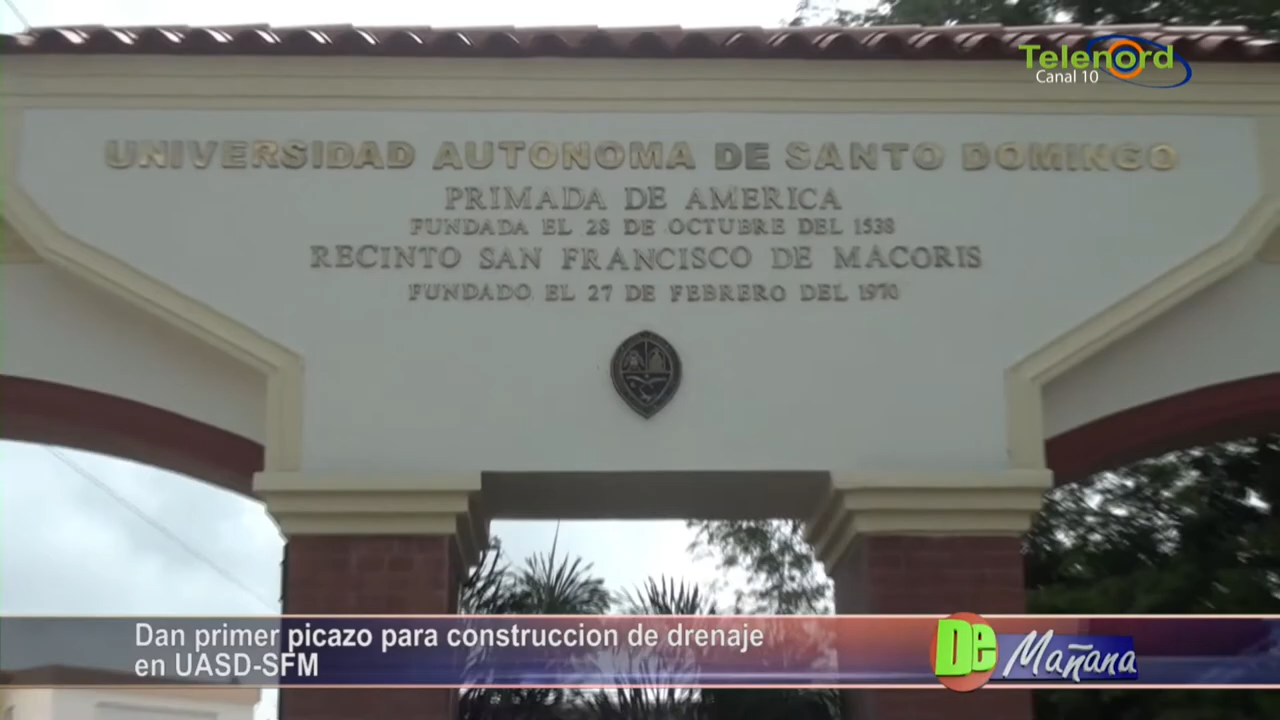 Telenord
Canal 10
UNIVERSIDAD AUTONOMA DE SANTO DOMINGO
PRIMADA DE AMERICA
FUNDADA EL 28 DE OCTUBRE DEL 1538
RECINTO SAN FRANCISCO DE MACORIS
FUNDADO EL 27 DE FEBRERO DEL 1970
Dan primer picazo para construccion de drenaje
en UASD-SFM
De Mañana